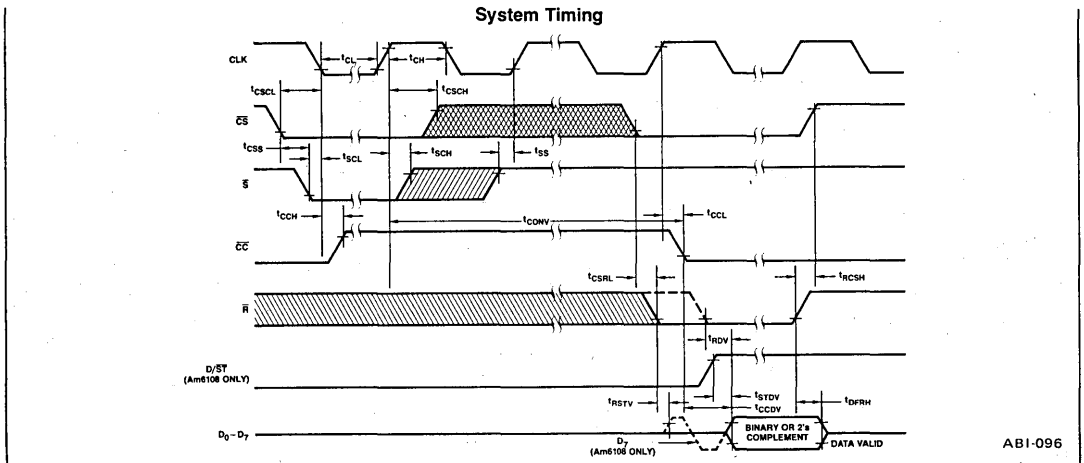 System Timing
CLK
tCL
tCH
tCSCL
tCSCH
CS
tCSS
tSCL
tSCH
tSS
S
tCCH
tCONV
tCCL
CC
tCSRL
tRCSH
R
tRDV
D/ST
(Am6108 ONLY)
tRSTV
tSTDV
tCCDV
tDFRH
D0-D7
D7
(Am6108 ONLY)
BINARY OR 2's
COMPLEMENT
DATA VALID
ABI-096